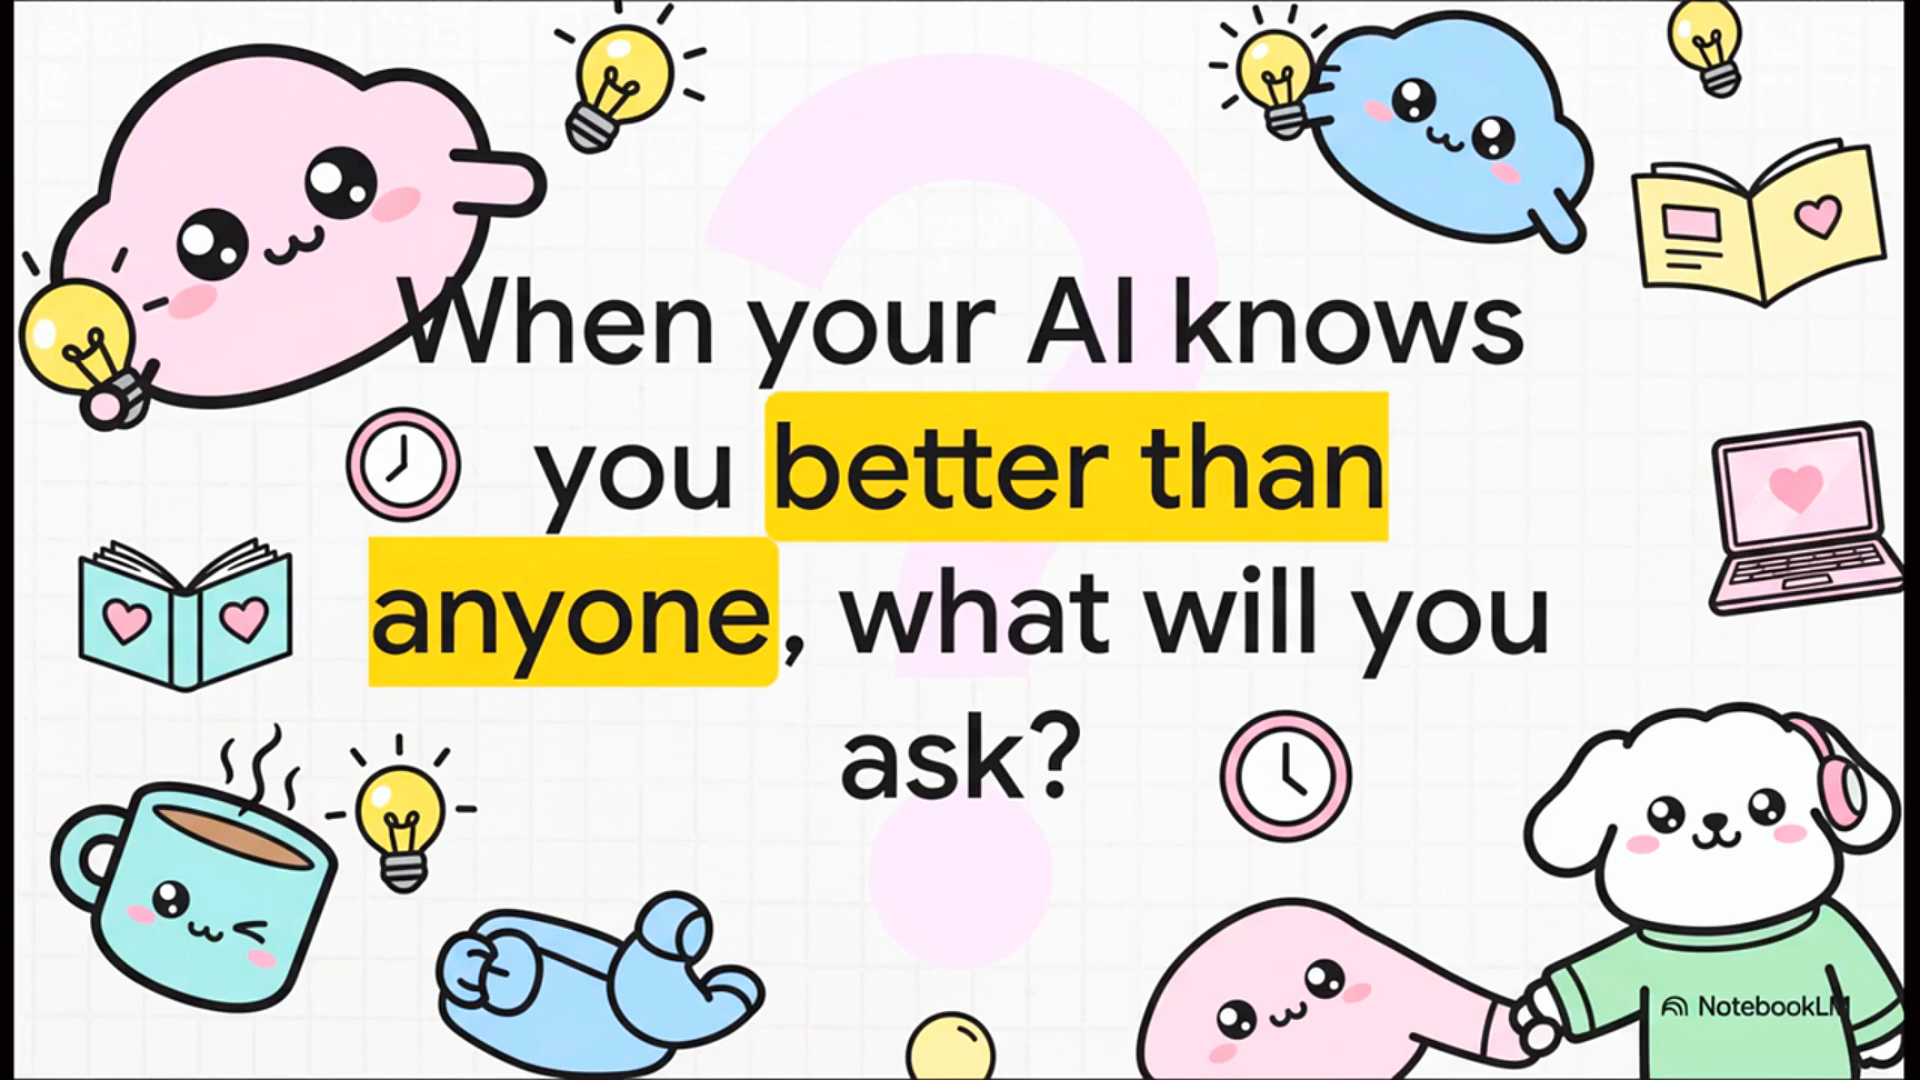 When your AI knows
you better than
anyone, what will you
ask?
NotebookLM